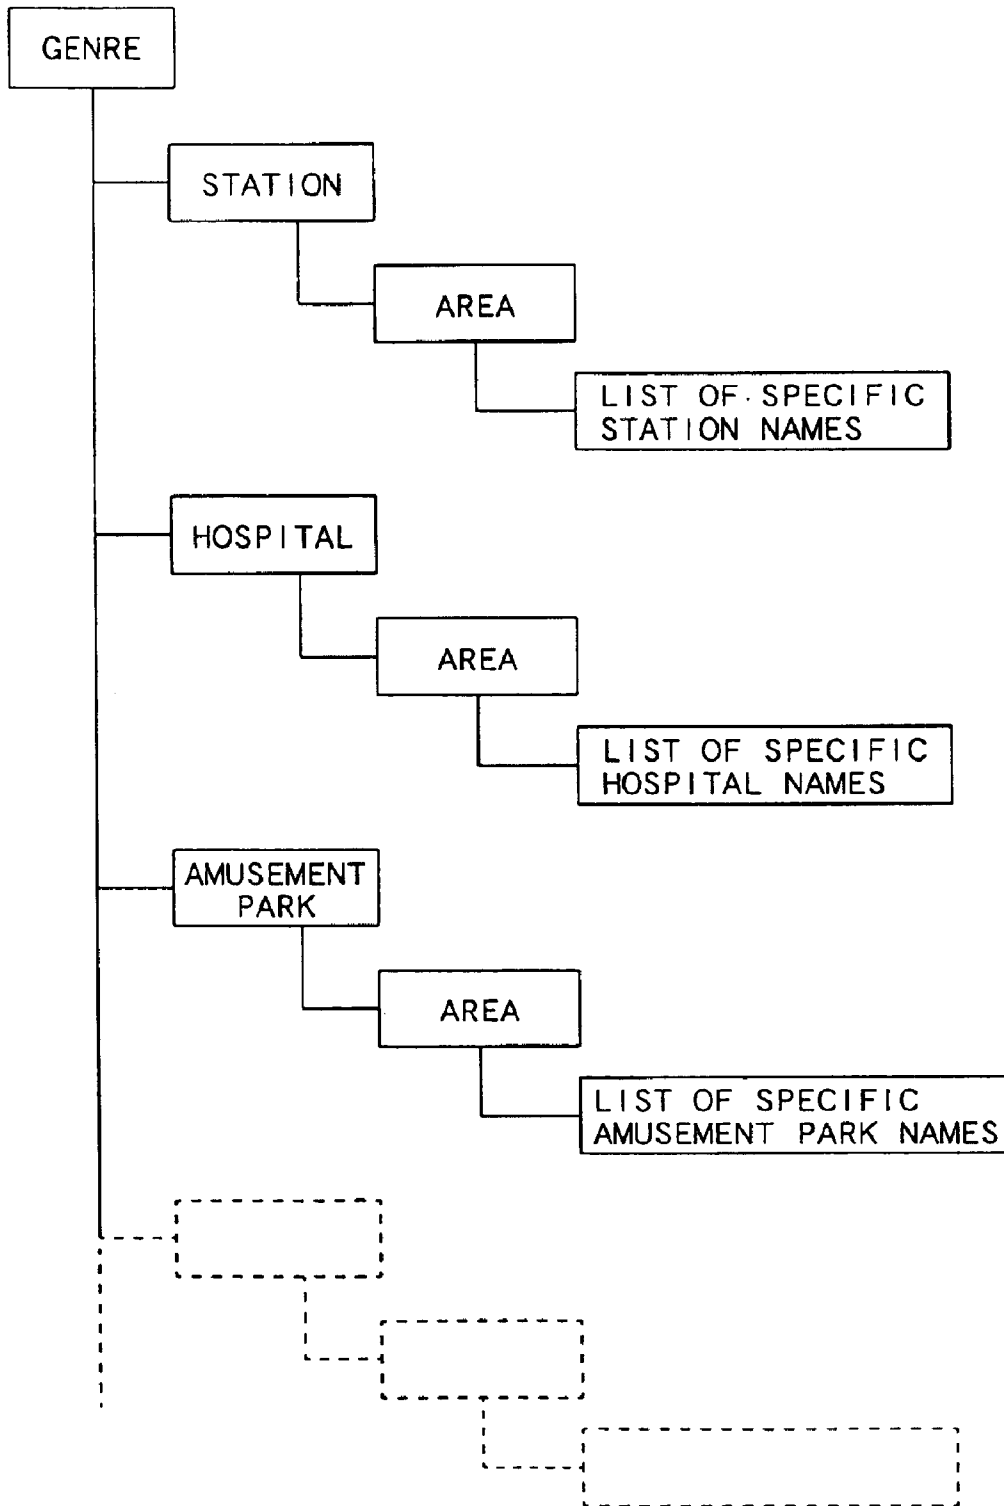 GENRE
STATION
AREA
LIST OF SPECIFIC
STATION NAMES
HOSPITAL
AREA
LIST OF SPECIFIC
HOSPITAL NAMES
AMUSEMENT
PARK
AREA
LIST OF SPECIFIC
AMUSEMENT PARK NAMES